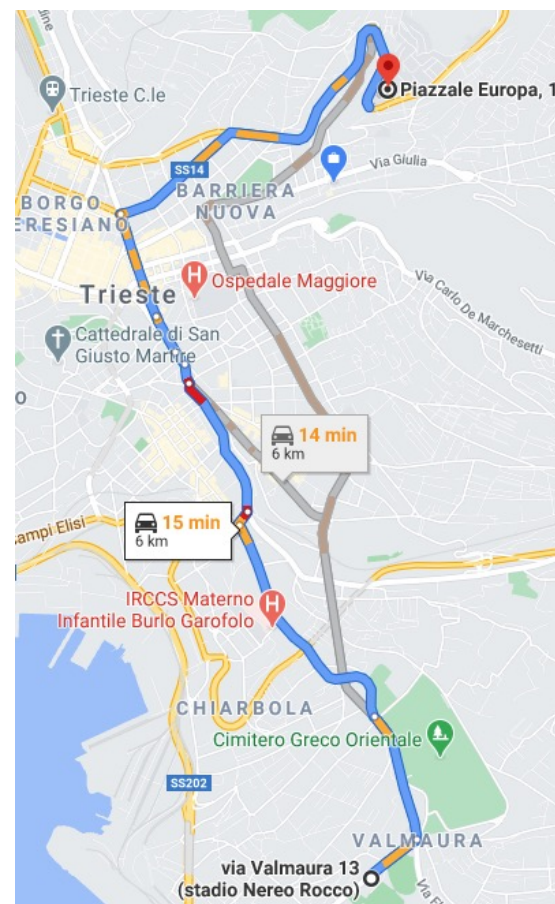 Trieste C.le
Piazzale Europa, 1
SS14
Via Giulia
BARRIERA
NUOVA
BORGO
ERESIANO
Ospedale Maggiore
Trieste
Via Carlo De Marchesetti
Cattedrale di San
Giusto Martire
O
14 min
6 km
15 min
6 km
ampi Elisi
IRCCS Materno
Infantile Burlo Garofolo
CHIARBOLA
Cimitero Greco Orientale
SS202
VALMAURA
via Valmaura 13
(stadio Nereo Rocco)